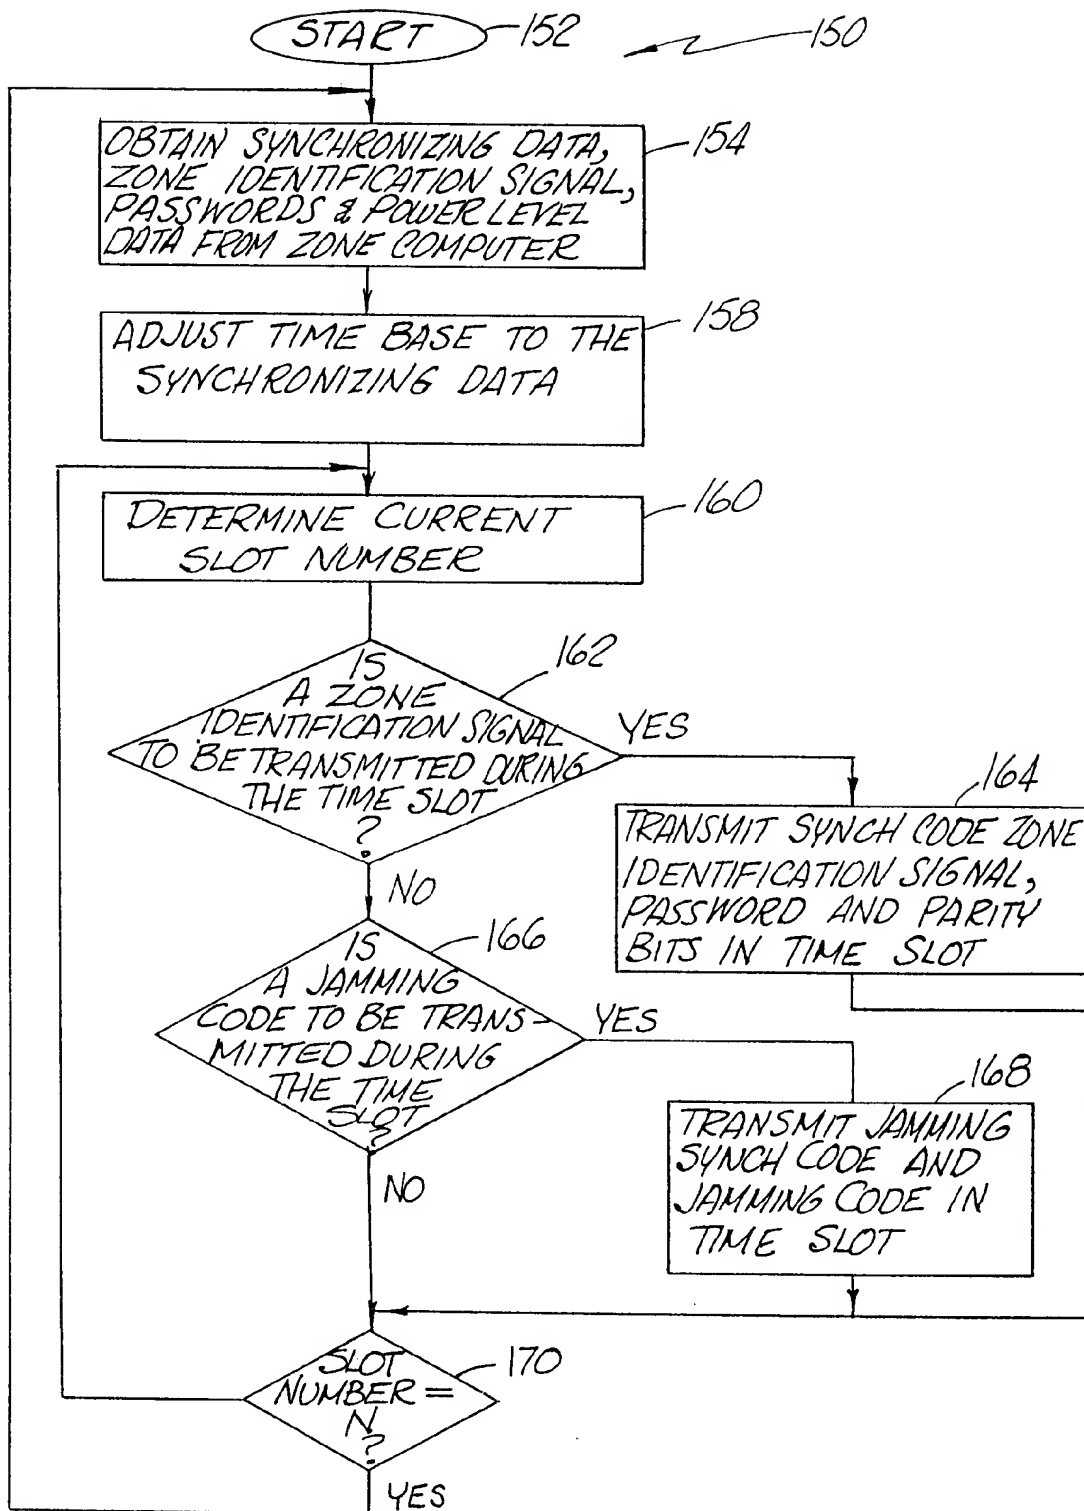 START
152
150
OBTAIN SYNCHRONIZING DATA,
ZONE IDENTIFICATION SIGNAL,
PASSWORDS & POWER LEVEL
DATA FROM ZONE COMPUTER
154
ADJUST TIME BASE TO THE
SYNCHRONIZING DATA
158
DETERMINE CURRENT
SLOT NUMBER
160
IS
A ZONE
IDENTIFICATION SIGNAL
TO BE TRANSMITTED DURING
THE TIME SLOT
?
162
YES
NO
164
TRANSMIT SYNCH CODE ZONE
IDENTIFICATION SIGNAL,
PASSWORD AND PARITY
BITS IN TIME SLOT
IS
A JAMMING
CODE TO BE TRANS-
MITTED DURING
THE TIME
SLOT
?
166
YES
NO
168
TRANSMIT JAMMING
SYNCH CODE AND
JAMMING CODE IN
TIME SLOT
SLOT
NUMBER =
N
?
170
YES